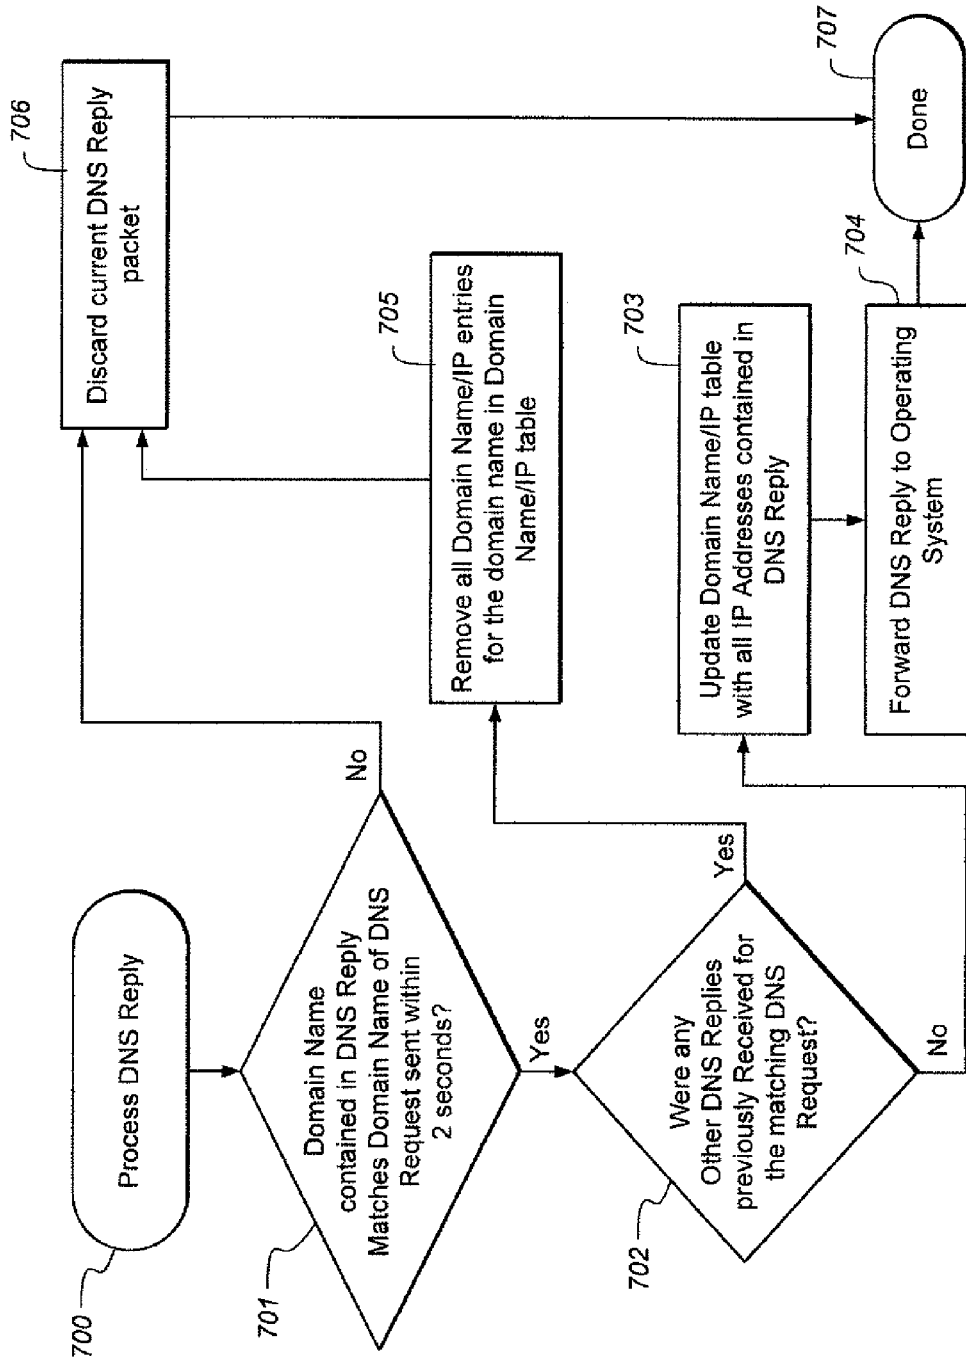 700
Process DNS Reply
701
Domain Name
contained in DNS Reply
Matches Domain Name of DNS
Request sent within
2 seconds?
No
Yes
706
Discard current DNS Reply
packet
702
Were any
Other DNS Replies
previously Received for
the matching DNS
Request?
Yes
No
705
Remove all Domain Name/IP entries
for the domain name in Domain
Name/IP table
703
Update Domain Name/IP table
with all IP Addresses contained in
DNS Reply
704
Forward DNS Reply to Operating
System
707
Done